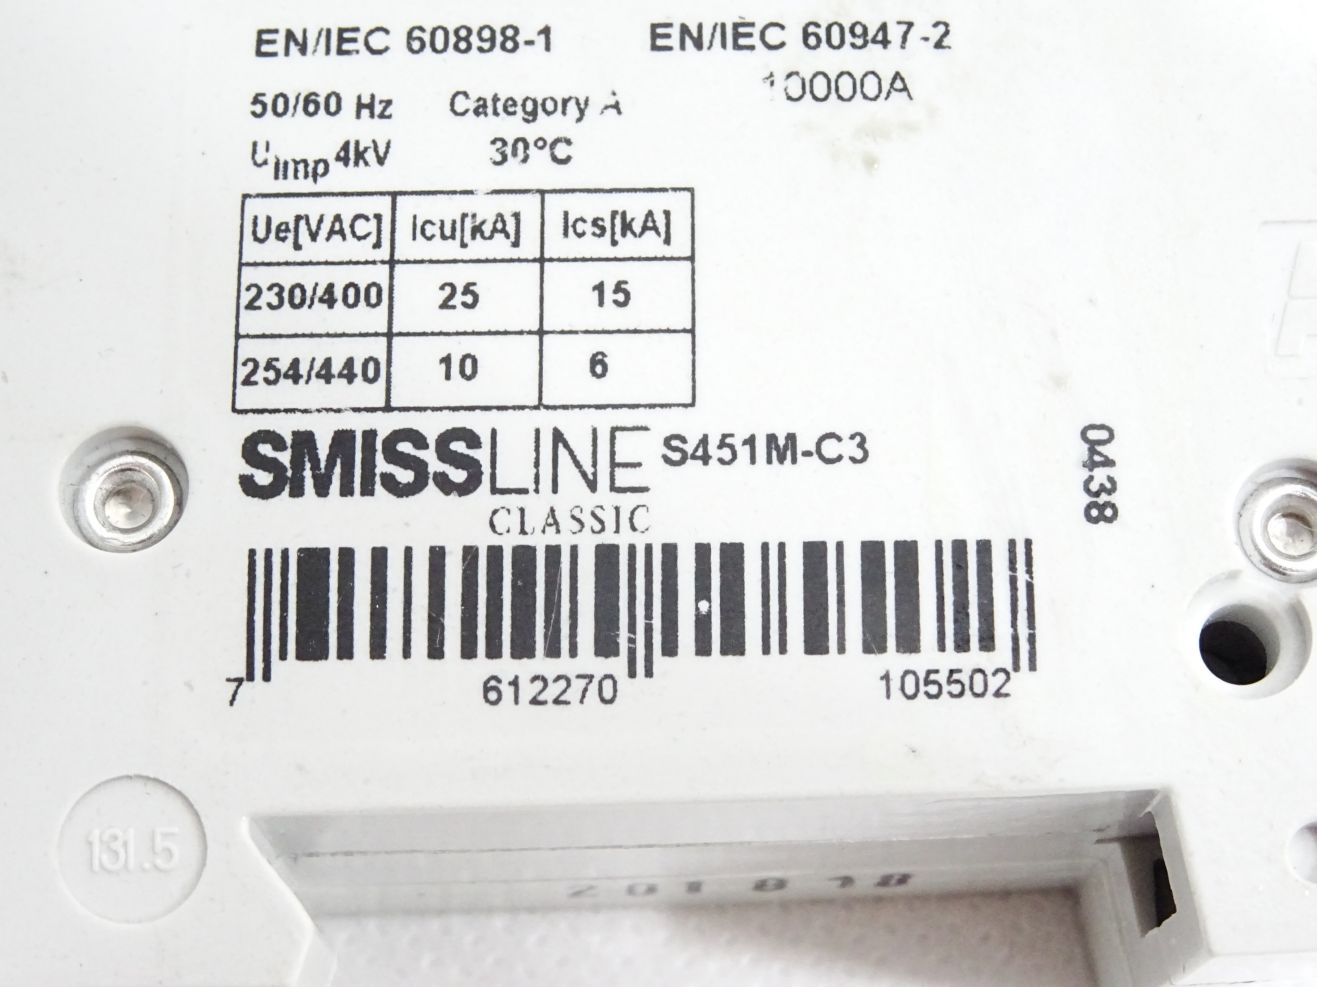 EN/IEC 60898-1 EN/IEC 60947-2
10000A
50/60 Hz Category A
Uimp 4kV 30°C
Ue[VAC] Icu[kA] Ics[kA]
230/400 25 15
254/440 10 6
SMISSLINE S451M-C3
CLASSIC
0438
7 612270 105502
131.5